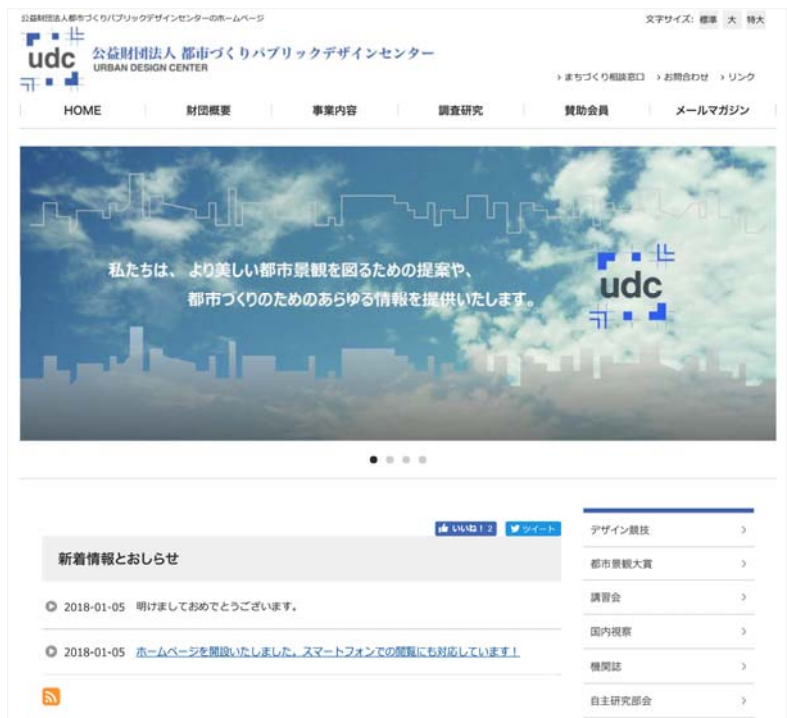 公益財団法人都市づくりパブリックデザインセンターのホームページ
文字サイズ: 標準 大 特大
udc
公益財団法人 都市づくりパブリックデザインセンター
URBAN DESIGN CENTER
› まちづくり相談窓口 › お問合わせ › リンク
HOME 財団概要 事業内容 調査研究 賛助会員 メールマガジン
私たちは、より美しい都市景観を図るための提案や、
都市づくりのためのあらゆる情報を提供いたします。
udc
いいね！2 ツイート
新着情報とおしらせ
2018-01-05 明けましておめでとうございます。
2018-01-05 ホームページを開設いたしました。スマートフォンでの閲覧にも対応しています！
デザイン競技
都市景観大賞
講習会
国内視察
機関誌
自主研究部会